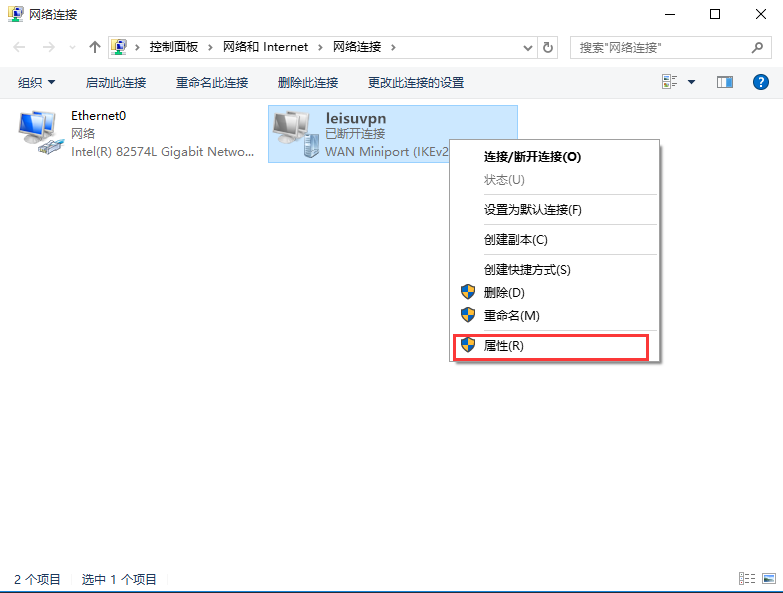 网络连接
控制面板 网络和 Internet 网络连接
搜索"网络连接"
组织 启动此连接 重命名此连接 删除此连接 更改此连接的设置
Ethernet0
网络
Intel(R) 82574L Gigabit Netwo...
leisuvpn
已断开连接
WAN Miniport (IKEv2
连接/断开连接(O)
状态(U)
设置为默认连接(F)
创建副本(C)
创建快捷方式(S)
删除(D)
重命名(M)
属性(R)
2 个项目 选中 1 个项目